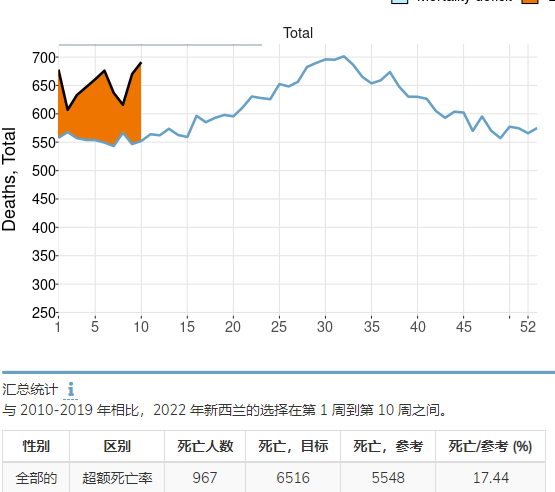 Mortality deficit
Total
Deaths, Total
700
650
600
550
500
450
400
350
300
250
1 5 10 15 20 25 30 35 40 45 52
汇总统计 i
与 2010-2019 年相比，2022 年新西兰的选择在第 1 周到第 10 周之间。
性别 区别 死亡人数 死亡，目标 死亡，参考 死亡/参考 (%)
全部的 超额死亡率 967 6516 5548 17.44